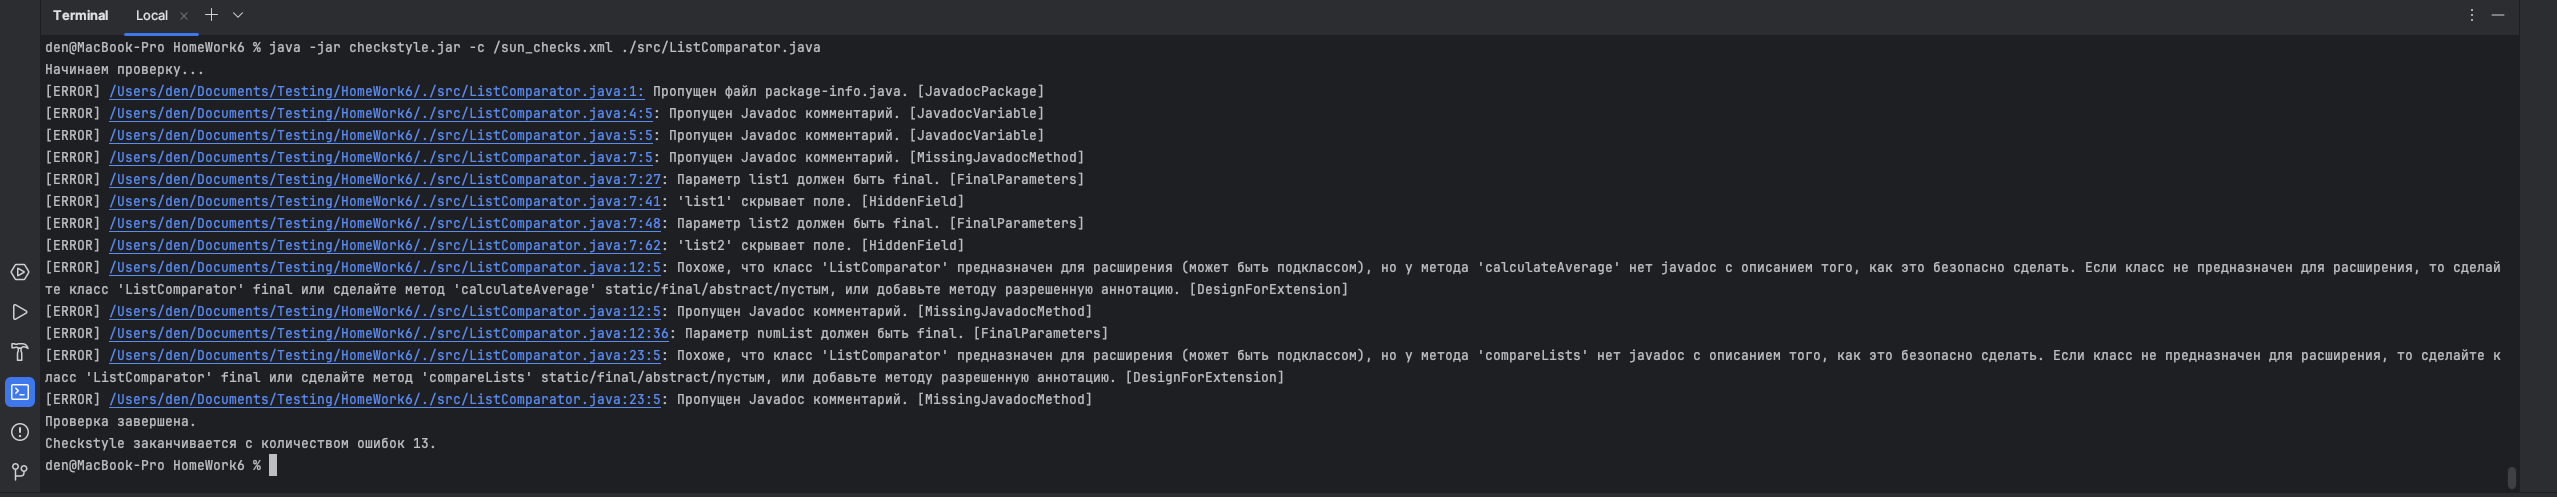 Terminal Local
den@MacBook-Pro HomeWork6 % java -jar checkstyle.jar -c /sun_checks.xml ./src/ListComparator.java
Начинаем проверку...
[ERROR] /Users/den/Documents/Testing/HomeWork6/./src/ListComparator.java:1: Пропущен файл package-info.java. [JavadocPackage]
[ERROR] /Users/den/Documents/Testing/HomeWork6/./src/ListComparator.java:4:5: Пропущен Javadoc комментарий. [JavadocVariable]
[ERROR] /Users/den/Documents/Testing/HomeWork6/./src/ListComparator.java:5:5: Пропущен Javadoc комментарий. [JavadocVariable]
[ERROR] /Users/den/Documents/Testing/HomeWork6/./src/ListComparator.java:7:5: Пропущен Javadoc комментарий. [MissingJavadocMethod]
[ERROR] /Users/den/Documents/Testing/HomeWork6/./src/ListComparator.java:7:27: Параметр list1 должен быть final. [FinalParameters]
[ERROR] /Users/den/Documents/Testing/HomeWork6/./src/ListComparator.java:7:41: 'list1' скрывает поле. [HiddenField]
[ERROR] /Users/den/Documents/Testing/HomeWork6/./src/ListComparator.java:7:48: Параметр list2 должен быть final. [FinalParameters]
[ERROR] /Users/den/Documents/Testing/HomeWork6/./src/ListComparator.java:7:62: 'list2' скрывает поле. [HiddenField]
[ERROR] /Users/den/Documents/Testing/HomeWork6/./src/ListComparator.java:12:5: Похоже, что класс 'ListComparator' предназначен для расширения (может быть подклассом), но у метода 'calculateAverage' нет javadoc с описанием того, как это безопасно сделать. Если класс не предназначен для расширения, то сделай
те класс 'ListComparator' final или сделайте метод 'calculateAverage' static/final/abstract/пустым, или добавьте методу разрешенную аннотацию. [DesignForExtension]
[ERROR] /Users/den/Documents/Testing/HomeWork6/./src/ListComparator.java:12:5: Пропущен Javadoc комментарий. [MissingJavadocMethod]
[ERROR] /Users/den/Documents/Testing/HomeWork6/./src/ListComparator.java:12:36: Параметр numList должен быть final. [FinalParameters]
[ERROR] /Users/den/Documents/Testing/HomeWork6/./src/ListComparator.java:23:5: Похоже, что класс 'ListComparator' предназначен для расширения (может быть подклассом), но у метода 'compareLists' нет javadoc с описанием того, как это безопасно сделать. Если класс не предназначен для расширения, то сделайте к
ласс 'ListComparator' final или сделайте метод 'compareLists' static/final/abstract/пустым, или добавьте методу разрешенную аннотацию. [DesignForExtension]
[ERROR] /Users/den/Documents/Testing/HomeWork6/./src/ListComparator.java:23:5: Пропущен Javadoc комментарий. [MissingJavadocMethod]
Проверка завершена.
Checkstyle заканчивается с количеством ошибок 13.
den@MacBook-Pro HomeWork6 %